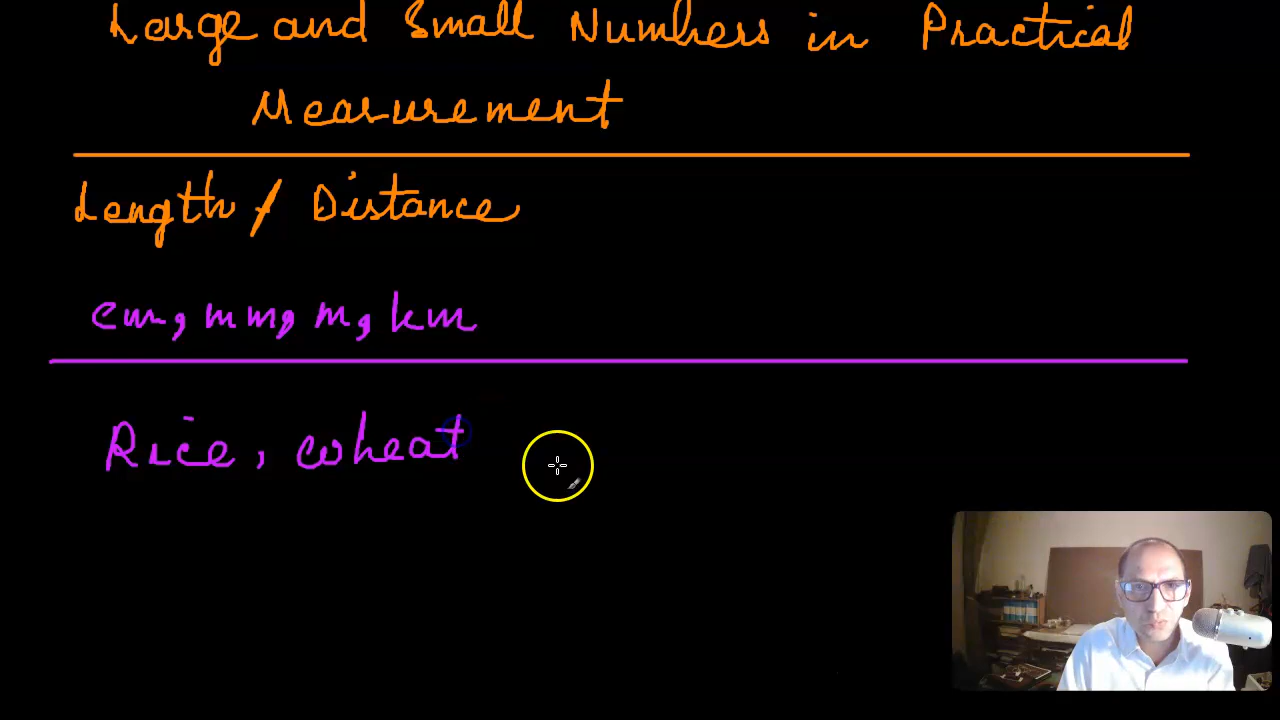 Large and Small Numbers in Practical
Measurement
Length / Distance
cm, mm, m, km
Rice, wheat